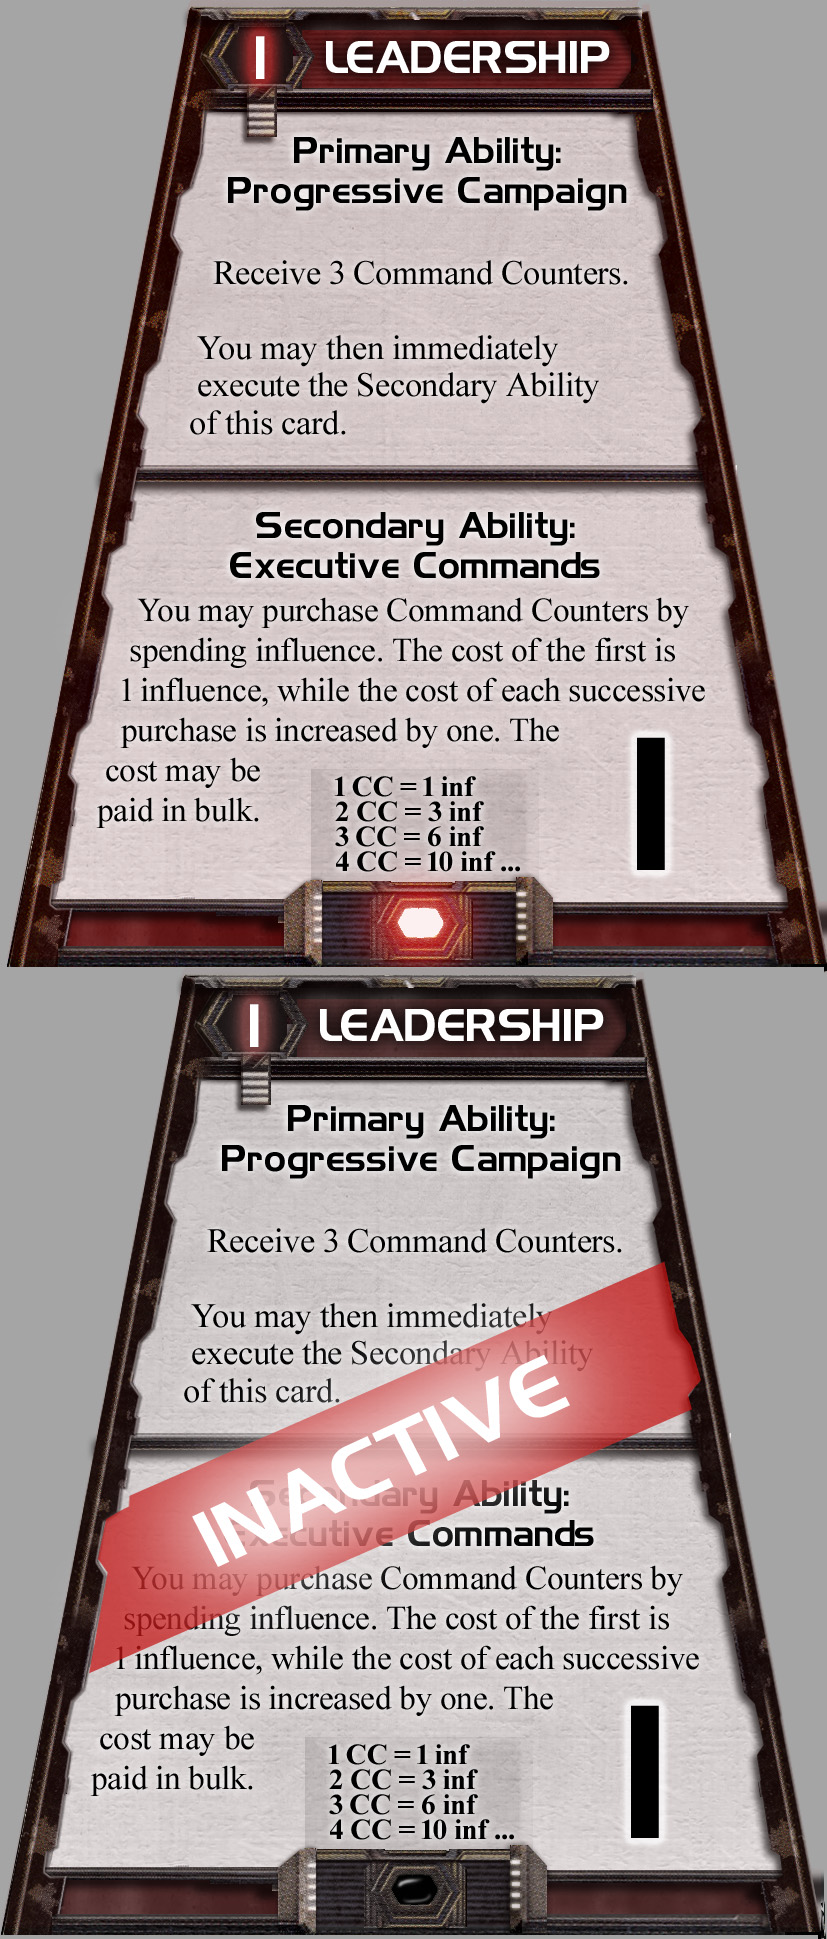 1 LEADERSHIP
Primary Ability:
Progressive Campaign
Receive 3 Command Counters.
You may then immediately
execute the Secondary Ability
of this card.
Secondary Ability:
Executive Commands
You may purchase Command Counters by
spending influence. The cost of the first is
1 influence, while the cost of each successive
purchase is increased by one. The
cost may be
paid in bulk.
1 CC = 1 inf
2 CC = 3 inf
3 CC = 6 inf
4 CC = 10 inf ...
1
1 LEADERSHIP
Primary Ability:
Progressive Campaign
Receive 3 Command Counters.
You may then immediately
execute the Secondary Ability
of this card.
INACTIVE
Secondary Ability:
Executive Commands
You may purchase Command Counters by
spending influence. The cost of the first is
1 influence, while the cost of each successive
purchase is increased by one. The
cost may be
paid in bulk.
1 CC = 1 inf
2 CC = 3 inf
3 CC = 6 inf
4 CC = 10 inf ...
1